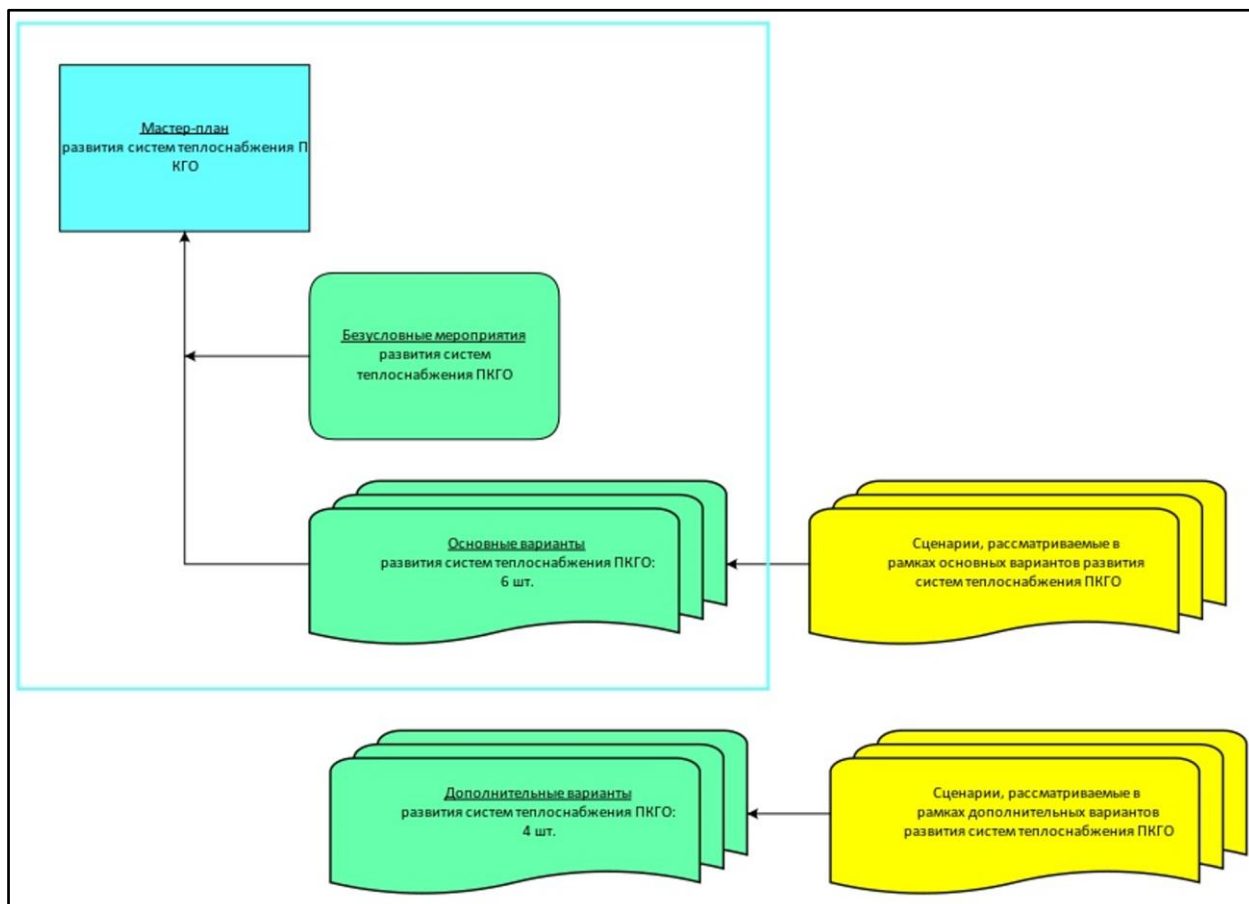 Мастер-план
развития систем теплоснабжения П
КГО
Безусловные мероприятия
развития систем
теплоснабжения ПКГО
Основные варианты
развития систем теплоснабжения ПКГО:
6 шт.
Сценарии, рассматриваемые в
рамках основных вариантов развития
систем теплоснабжения ПКГО
Дополнительные варианты
развития систем теплоснабжения ПКГО:
4 шт.
Сценарии, рассматриваемые в
рамках дополнительных вариантов
развития систем теплоснабжения ПКГО